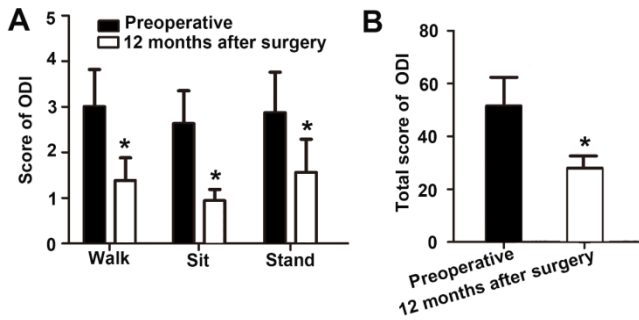 A
Score of ODI
5
4
3
2
1
0
Preoperative
12 months after surgery
*
*
*
Walk
Sit
Stand
B
Total score of ODI
80
60
40
20
0
*
Preoperative
12 months after surgery